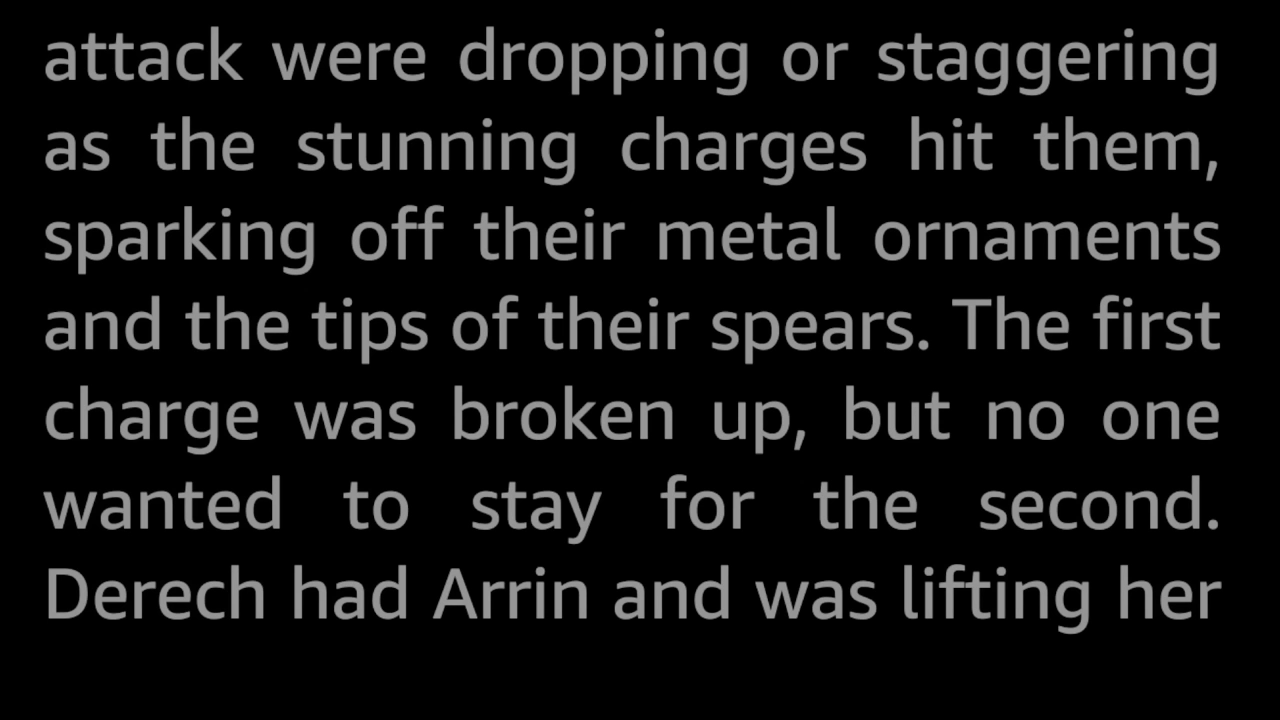 attack were dropping or staggering
as the stunning charges hit them,
sparking off their metal ornaments
and the tips of their spears. The first
charge was broken up, but no one
wanted to stay for the second.
Derech had Arrin and was lifting her